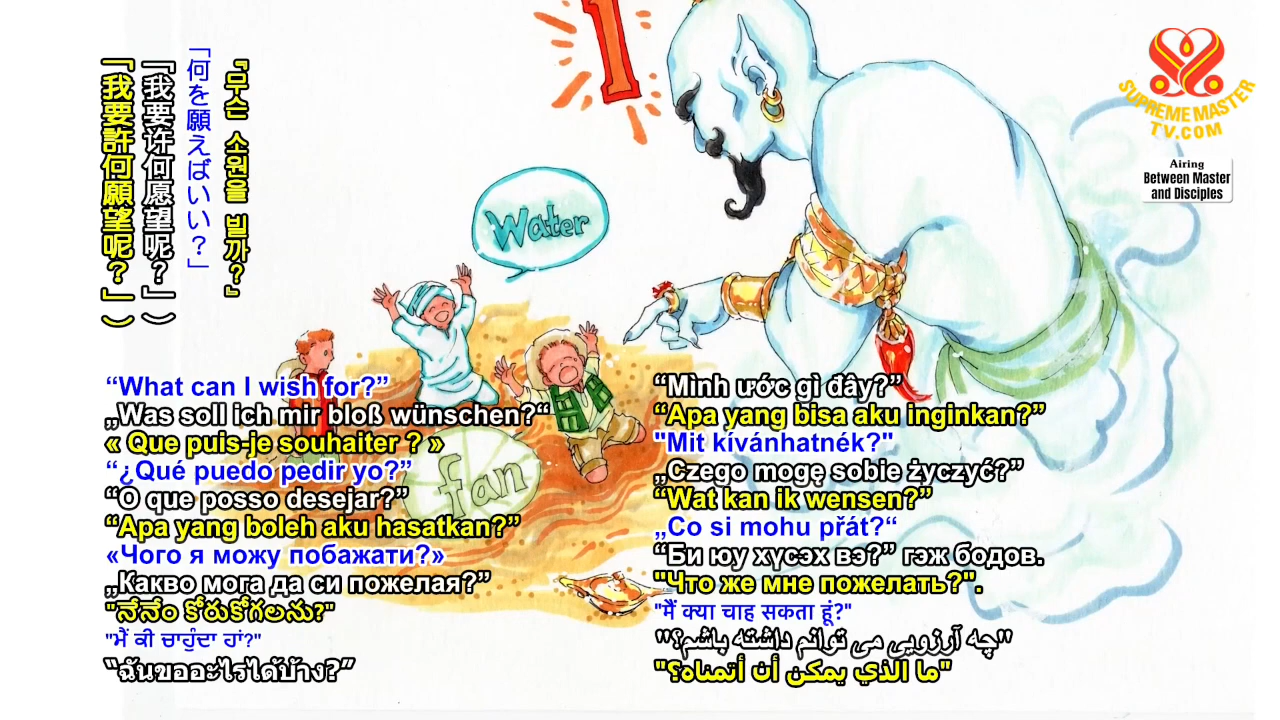 1
SUPREME MASTER
TV.COM
Airing
Between Master
and Disciples
Water
fan
『무슨 소원을 빌까?』
「何を願えばいい？」
「我要许何愿望呢？」）
「我要許何願望呢？」）
“What can I wish for?”
„Was soll ich mir bloß wünschen?“
« Que puis-je souhaiter ? »
“¿Qué puedo pedir yo?”
“O que posso desejar?”
“Apa yang boleh aku hasatkan?”
«Чого я можу побажати?»
„Какво мога да си пожелая?”
"నేనేం కోరుకోగలను?"
"ਮੈਂ ਕੀ ਚਾਹੁੰਦਾ ਹਾਂ?"
“ฉันขออะไรได้บ้าง?”
“Mình ước gì đây?”
“Apa yang bisa aku inginkan?”
"Mit kívánhatnék?"
„Czego mogę sobie życzyć?”
“Wat kan ik wensen?”
„Co si mohu přát?“
“Би юу хүсэх вэ?” гэж бодов.
"Что же мне пожелать?".
"मैं क्या चाह सकता हूं?"
"چه آرزویی می توانم داشته باشم؟"
"ما الذي يمكن أن أتمناه؟"